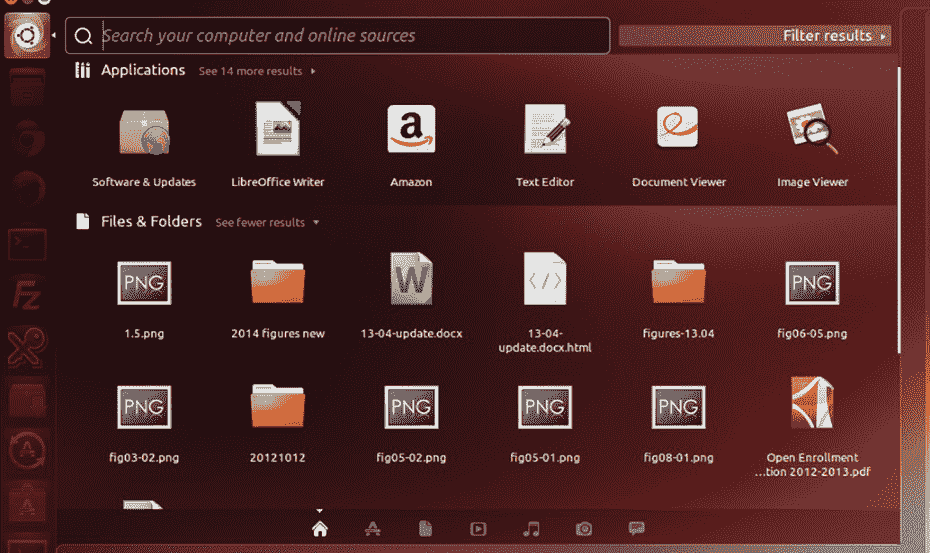 Search your computer and online sources
Filter results
Applications See 14 more results
Software & Updates
LibreOffice Writer
a
Amazon
Text Editor
Document Viewer
Image Viewer
Files & Folders See fewer results
PNG
1.5.png
2014 figures new
W
13-04-update.docx
</>
13-04-
update.docx.html
figures-13.04
PNG
fig06-05.png
PNG
fig03-02.png
20121012
PNG
fig05-02.png
PNG
fig05-01.png
PNG
fig08-01.png
Open Enrollment
...tion 2012-2013.pdf
>_
Fz
A